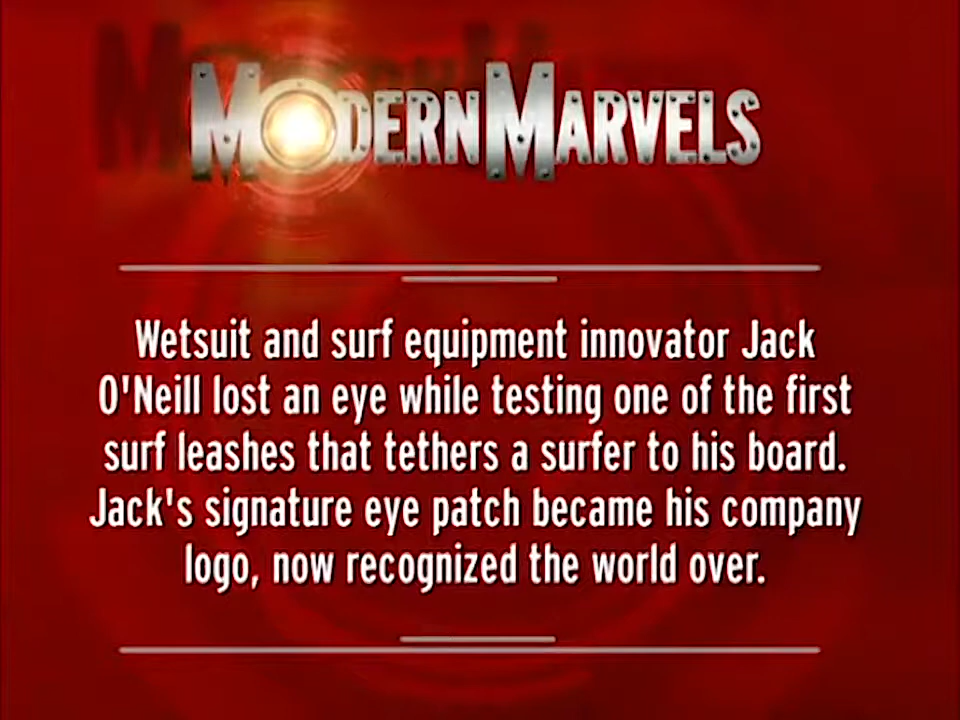 MODERN MARVELS
Wetsuit and surf equipment innovator Jack
O'Neill lost an eye while testing one of the first
surf leashes that tethers a surfer to his board.
Jack's signature eye patch became his company
logo, now recognized the world over.